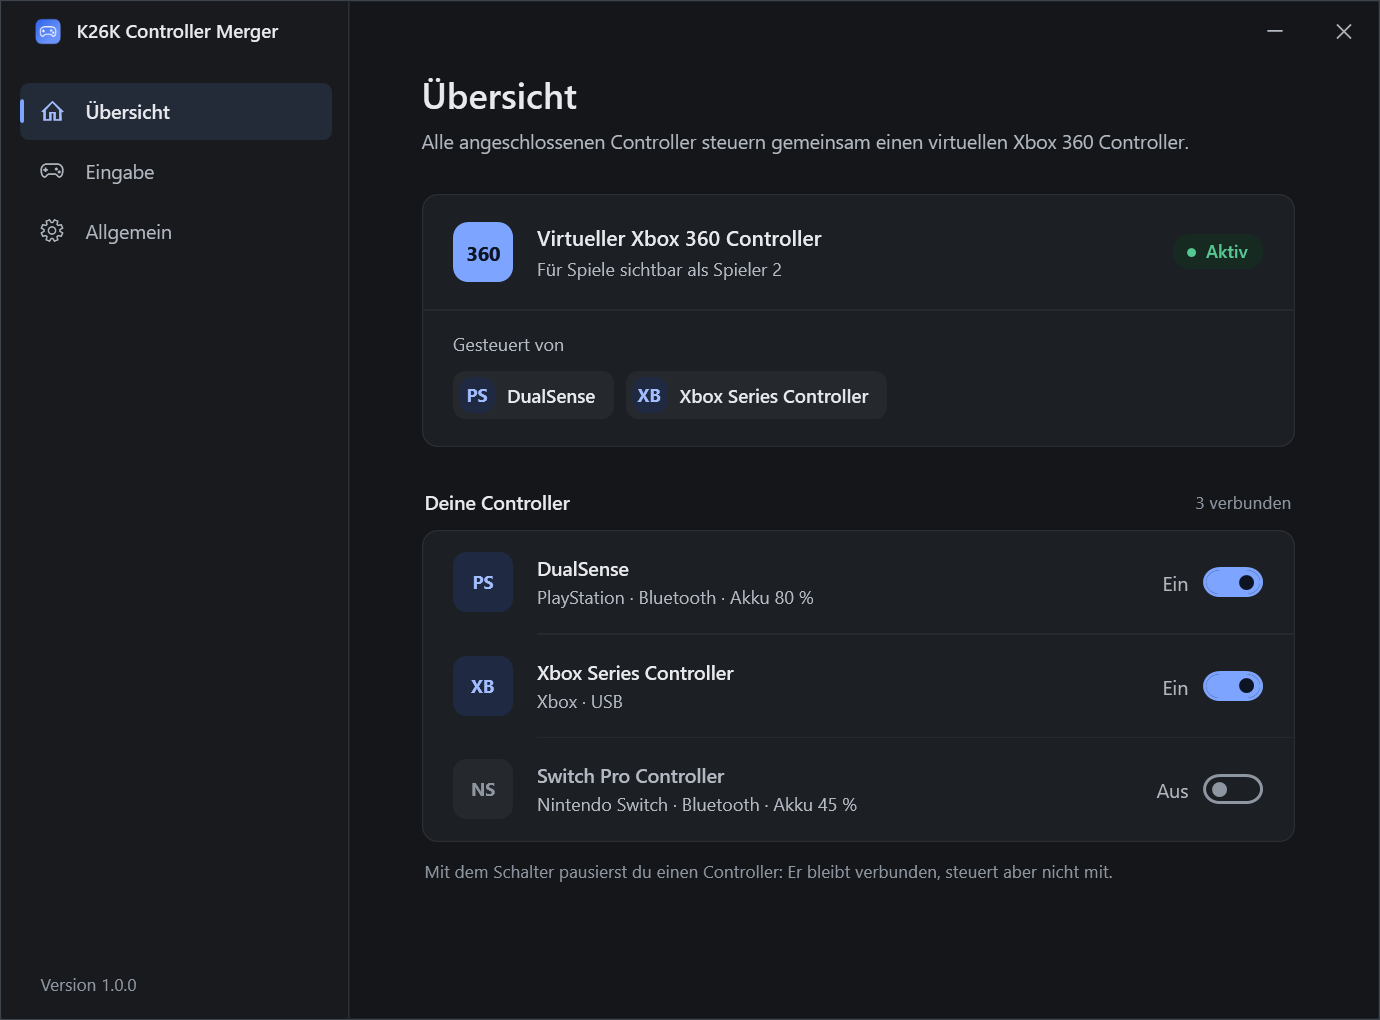 K26K Controller Merger
Übersicht
Eingabe
Allgemein
Version 1.0.0
Übersicht
Alle angeschlossenen Controller steuern gemeinsam einen virtuellen Xbox 360 Controller.
360
Virtueller Xbox 360 Controller
Für Spiele sichtbar als Spieler 2
Aktiv
Gesteuert von
PS DualSense
XB Xbox Series Controller
Deine Controller
3 verbunden
PS
DualSense
PlayStation · Bluetooth · Akku 80 %
Ein
XB
Xbox Series Controller
Xbox · USB
Ein
NS
Switch Pro Controller
Nintendo Switch · Bluetooth · Akku 45 %
Aus
Mit dem Schalter pausierst du einen Controller: Er bleibt verbunden, steuert aber nicht mit.